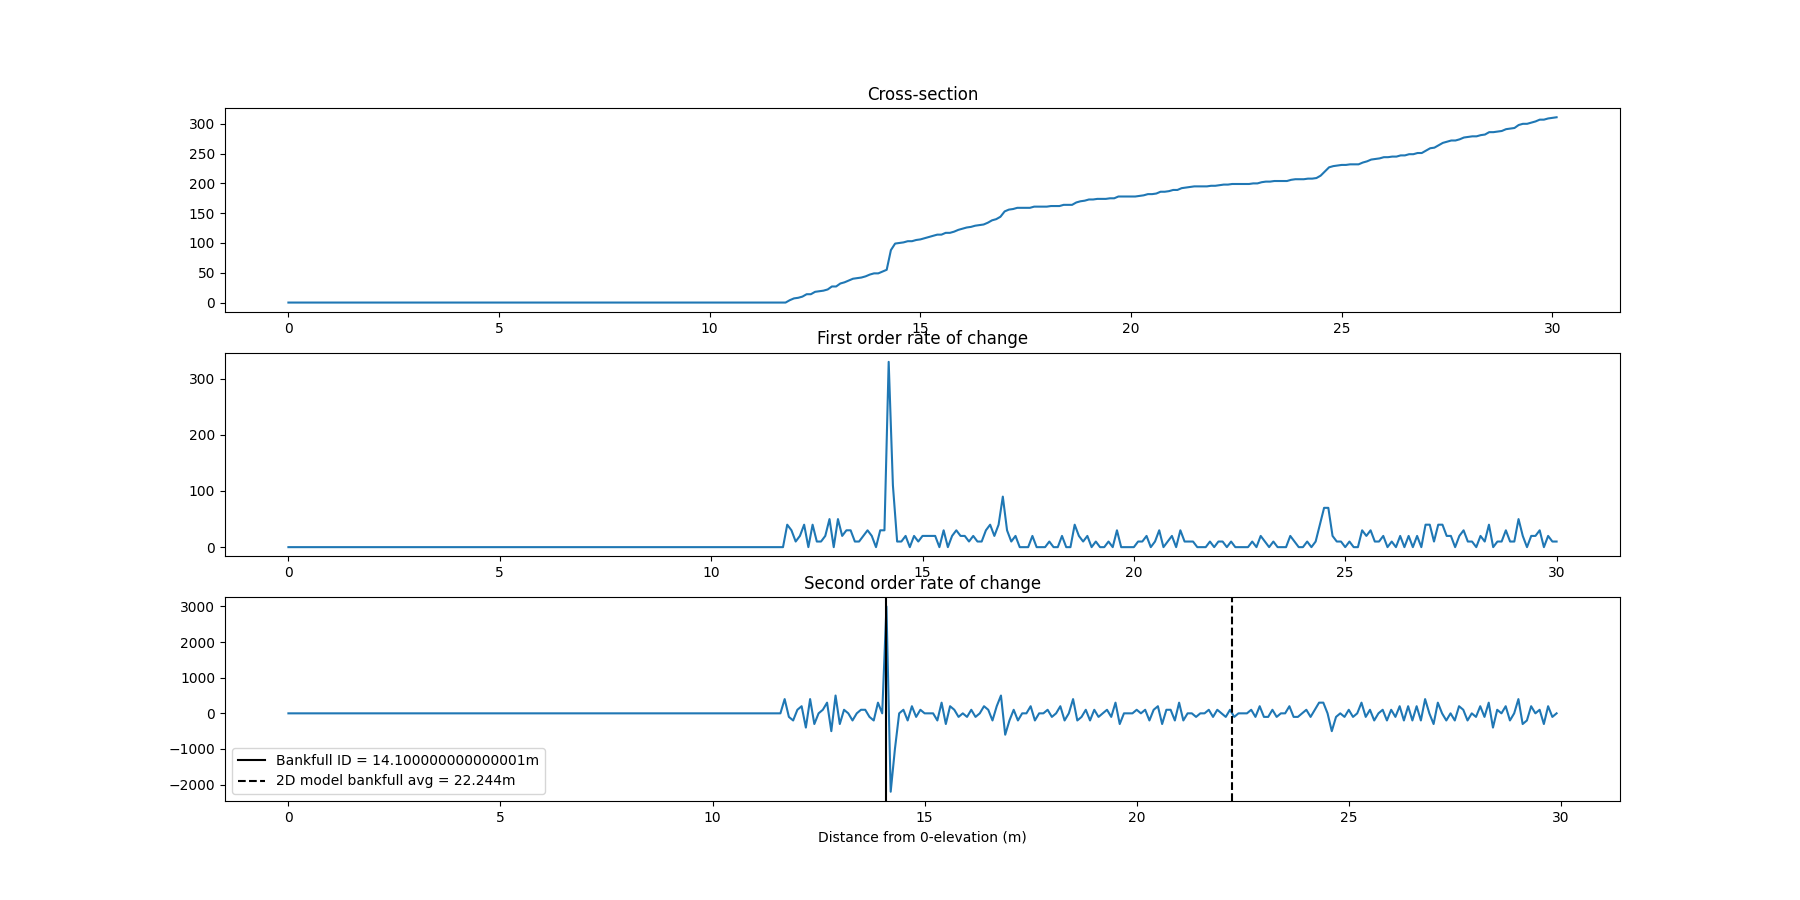 Cross-section
300
250
200
150
100
50
0
0 5 10 15 20 25 30
First order rate of change
300
200
100
0
0 5 10 15 20 25 30
Second order rate of change
3000
2000
1000
0
−1000
−2000
Bankfull ID = 14.100000000000001m
2D model bankfull avg = 22.244m
0 5 10 15 20 25 30
Distance from 0-elevation (m)